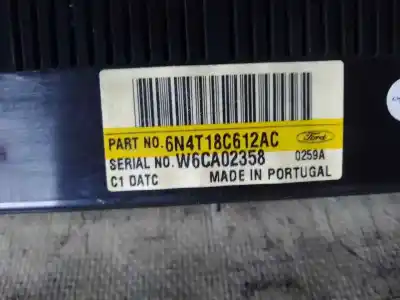 PART NO. 6N4T18C612AC Ford
SERIAL NO. W6CA02358 0259A
C1 DATC MADE IN PORTUGAL